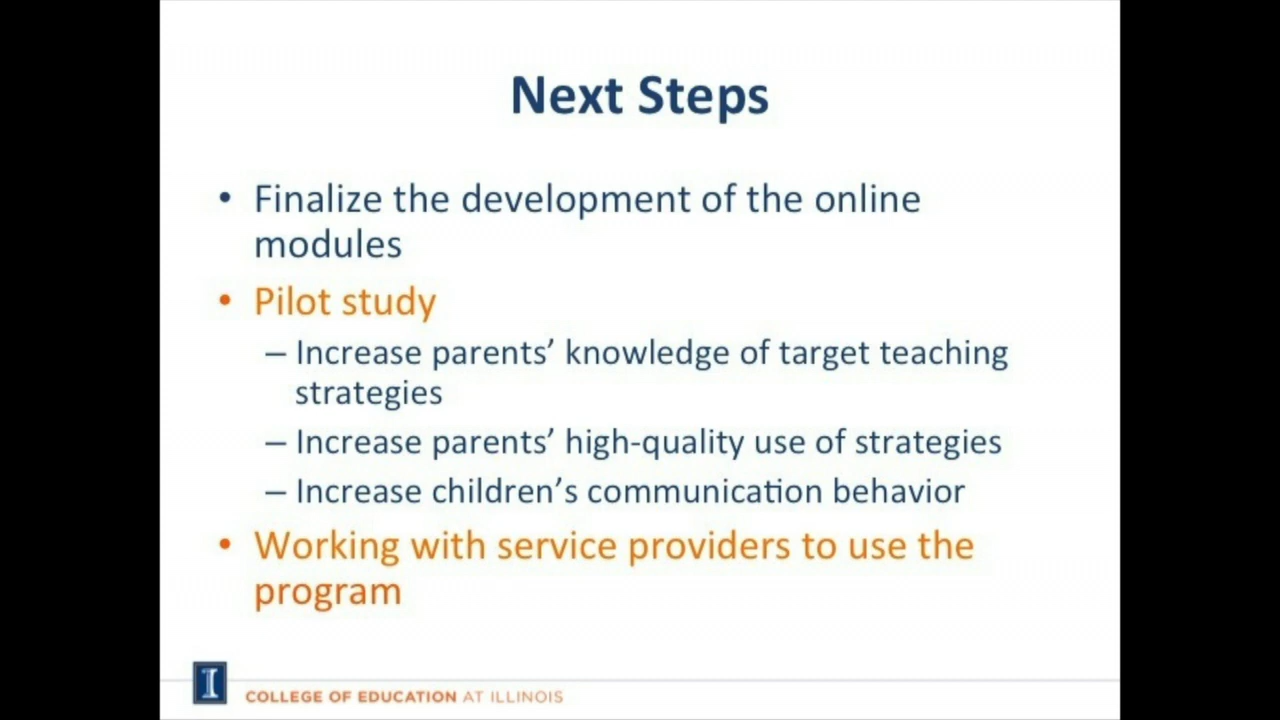 Next Steps
• Finalize the development of the online
modules
• Pilot study
– Increase parents’ knowledge of target teaching
strategies
– Increase parents’ high-quality use of strategies
– Increase children’s communication behavior
• Working with service providers to use the
program
I
COLLEGE OF EDUCATION AT ILLINOIS